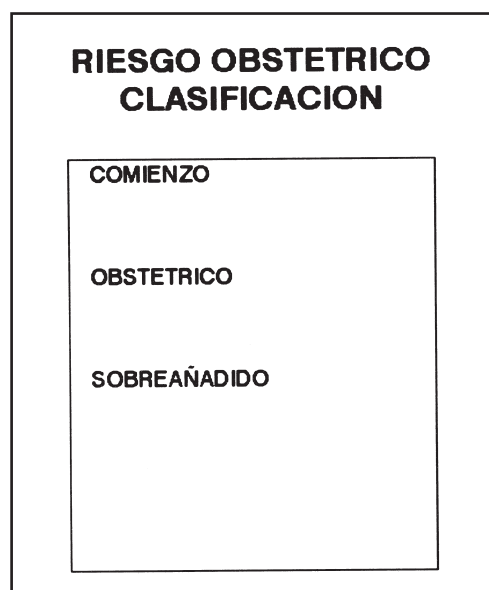 RIESGO OBSTETRICO
CLASIFICACION
COMIENZO
OBSTETRICO
SOBREAÑADIDO